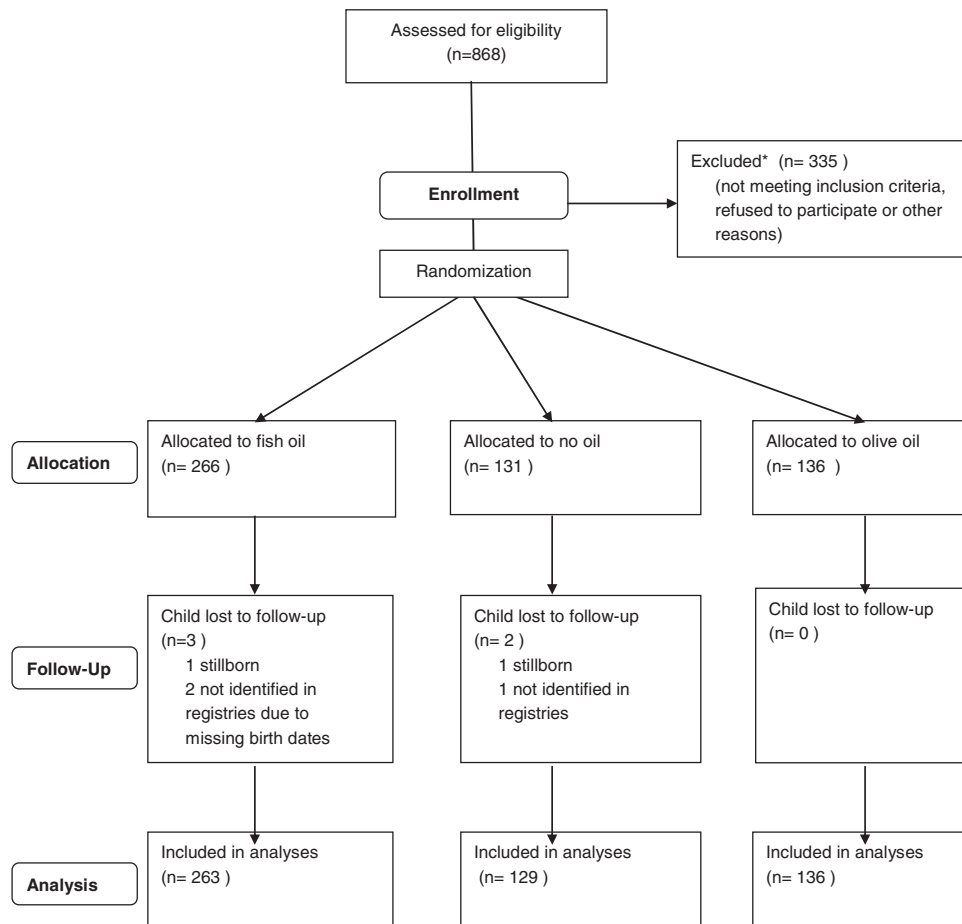 Assessed for eligibility
(n=868)
Excluded* (n= 335 )
(not meeting inclusion criteria,
refused to participate or other
reasons)
Enrollment
Randomization
Allocation
Allocated to fish oil
(n= 266 )
Allocated to no oil
(n= 131 )
Allocated to olive oil
(n= 136 )
Follow-Up
Child lost to follow-up
(n=3 )
1 stillborn
2 not identified in
registries due to
missing birth dates
Child lost to follow-up
(n= 2 )
1 stillborn
1 not identified in
registries
Child lost to follow-up
(n= 0 )
Analysis
Included in analyses
(n= 263 )
Included in analyses
(n= 129 )
Included in analyses
(n= 136 )